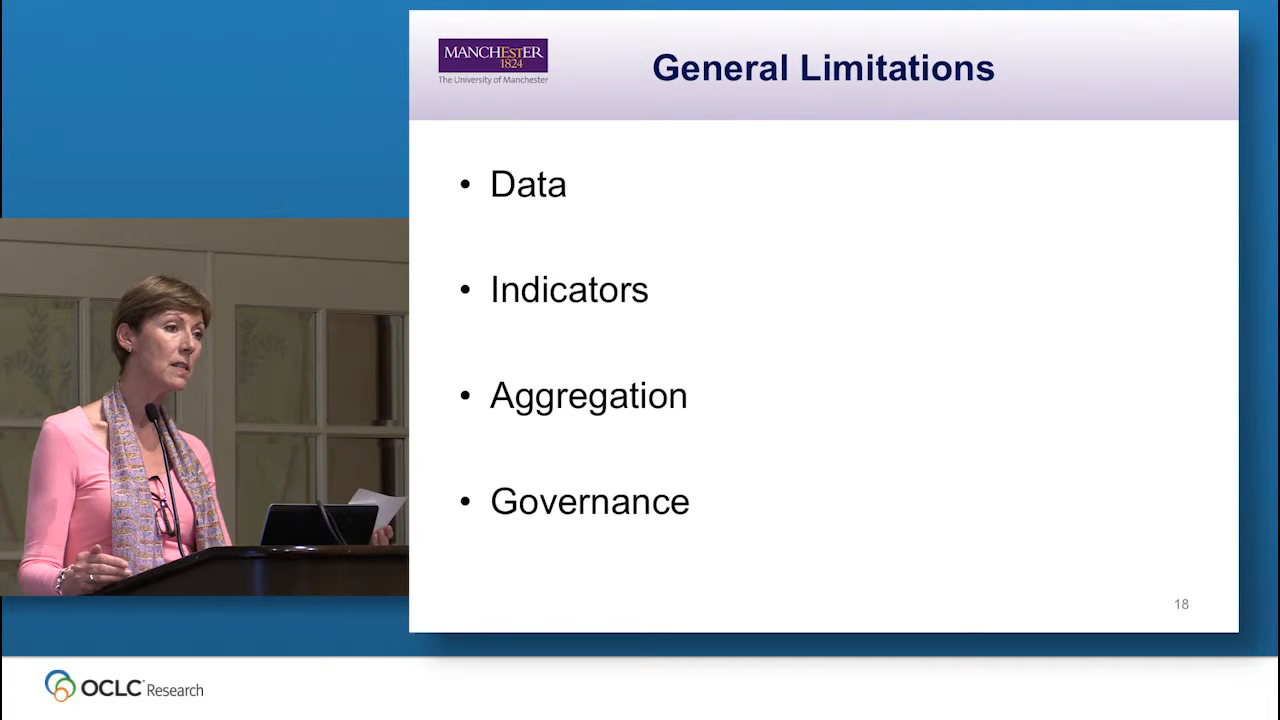 MANCHESTER
1824
The University of Manchester
General Limitations
• Data
• Indicators
• Aggregation
• Governance
18
OCLC Research